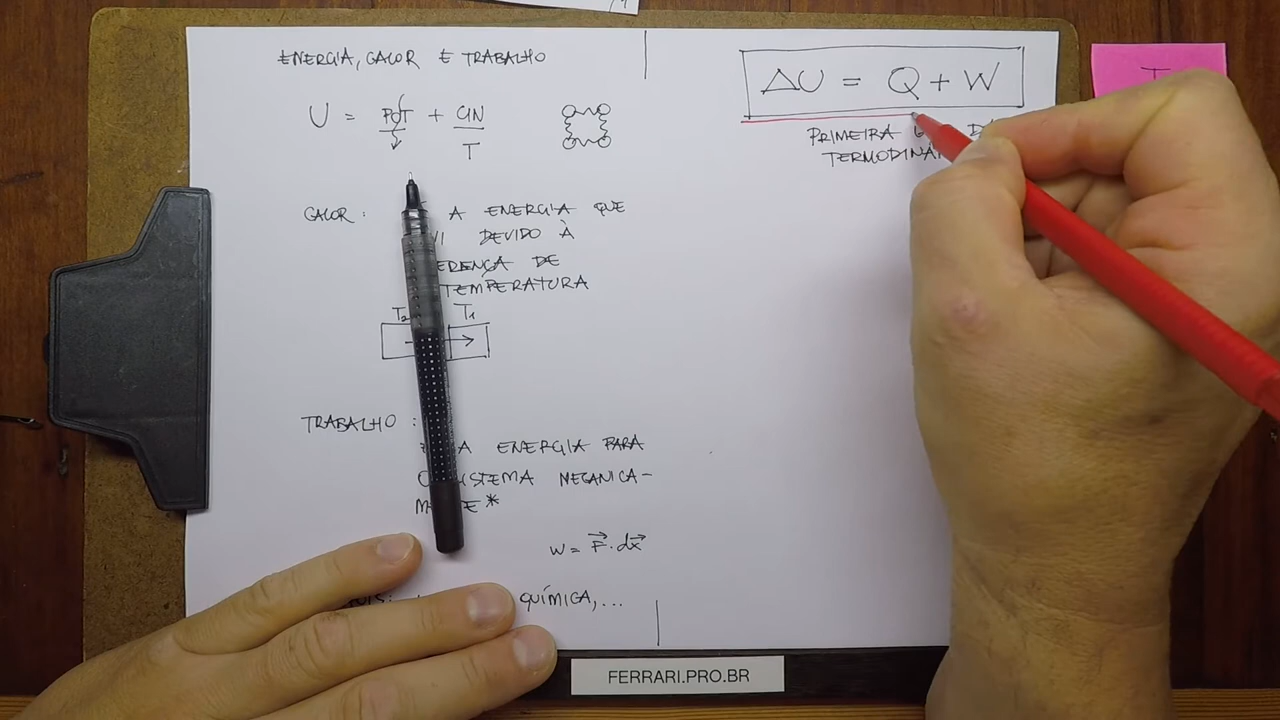 ENERGIA, CALOR E TRABALHO
U = POT + CIN
T
CALOR : A ENERGIA QUE
DEVIDO À
DE
TEMPERATURA
T₂ T₁
TRABALHO :
A ENERGIA PARA
SISTEMA MECANICA-
*
W = F⃗ · dx⃗
QUÍMICA, ...
ΔU = Q + W
PRIMEIRA
FERRARI.PRO.BR